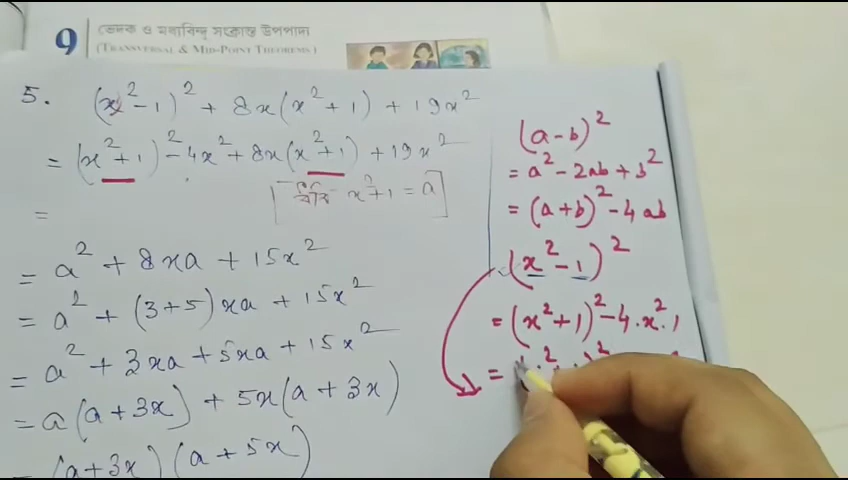 9
ভেদক ও মধ্যবিন্দু সংক্রান্ত উপপাদ্য
(TRANSVERSAL & MID-POINT THEOREMS)
5. (x²-1)² + 8x(x²+1) + 19x²
= (x²+1)² - 4x² + 8x(x²+1) + 19x²
[ধরি x²+1 = a]
=
= a² + 8xa + 15x²
= a² + (3+5)xa + 15x²
= a² + 3xa + 5xa + 15x²
= a(a+3x) + 5x(a+3x)
= (a+3x)(a+5x)
(a-b)²
= a² - 2ab + b²
= (a+b)² - 4ab
(x²-1)²
= (x²+1)² - 4.x².1
=